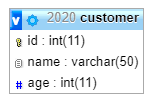 v 2020 customer
id : int(11)
name : varchar(50)
# age : int(11)